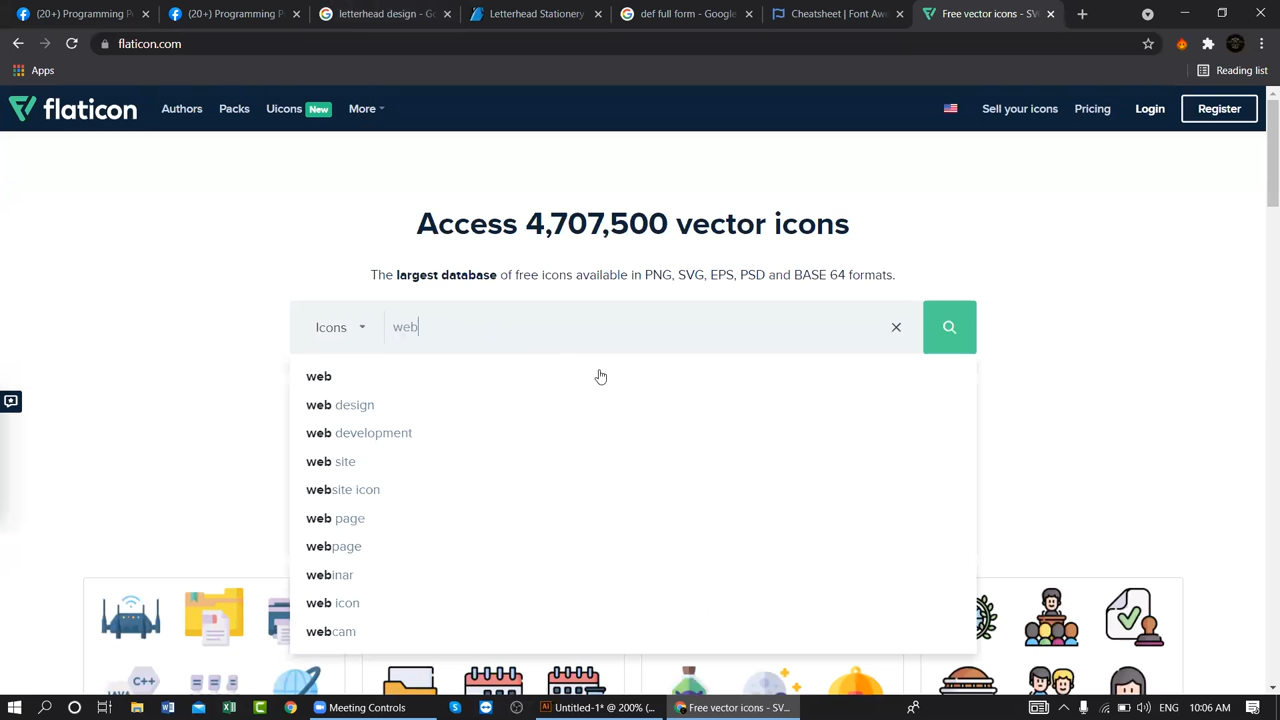 (20+) Programming P
(20+) Programming P
letterhead design - G
Letterhead Stationery
def full form - Google
Cheatsheet | Font Awe
Free vector icons - SV
flaticon.com
Apps
Reading list
flaticon
Authors
Packs
Uicons New
More
Sell your icons
Pricing
Login
Register
Access 4,707,500 vector icons
The largest database of free icons available in PNG, SVG, EPS, PSD and BASE 64 formats.
Icons
web
web
web design
web development
web site
website icon
web page
webpage
webinar
web icon
webcam
C++
JAVA
Meeting Controls
Untitled-1* @ 200% (...
Free vector icons - SV...
ENG
10:06 AM